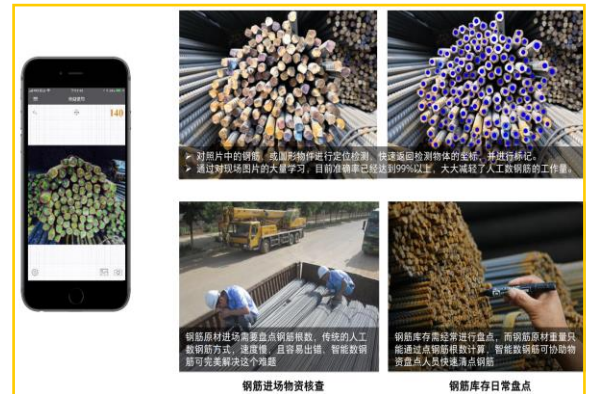 140
➢ 对照片中的钢筋，或圆形物件进行定位检测，快速返回检测物体的坐标，并进行标记。
➢ 通过对现场图片的大量学习，目前准确率已经达到99%以上，大大减轻了人工数钢筋的工作量。
钢筋原材进场需要盘点钢筋根数，传统的人工
数钢筋方式，速度慢，且容易出错，智能数钢
筋可完美解决这个难题
钢筋库存需经常进行盘点，而钢筋原材重量只
能通过点钢筋根数计算，智能数钢筋可协助物
资盘点人员快速清点钢筋
钢筋进场物资核查
钢筋库存日常盘点